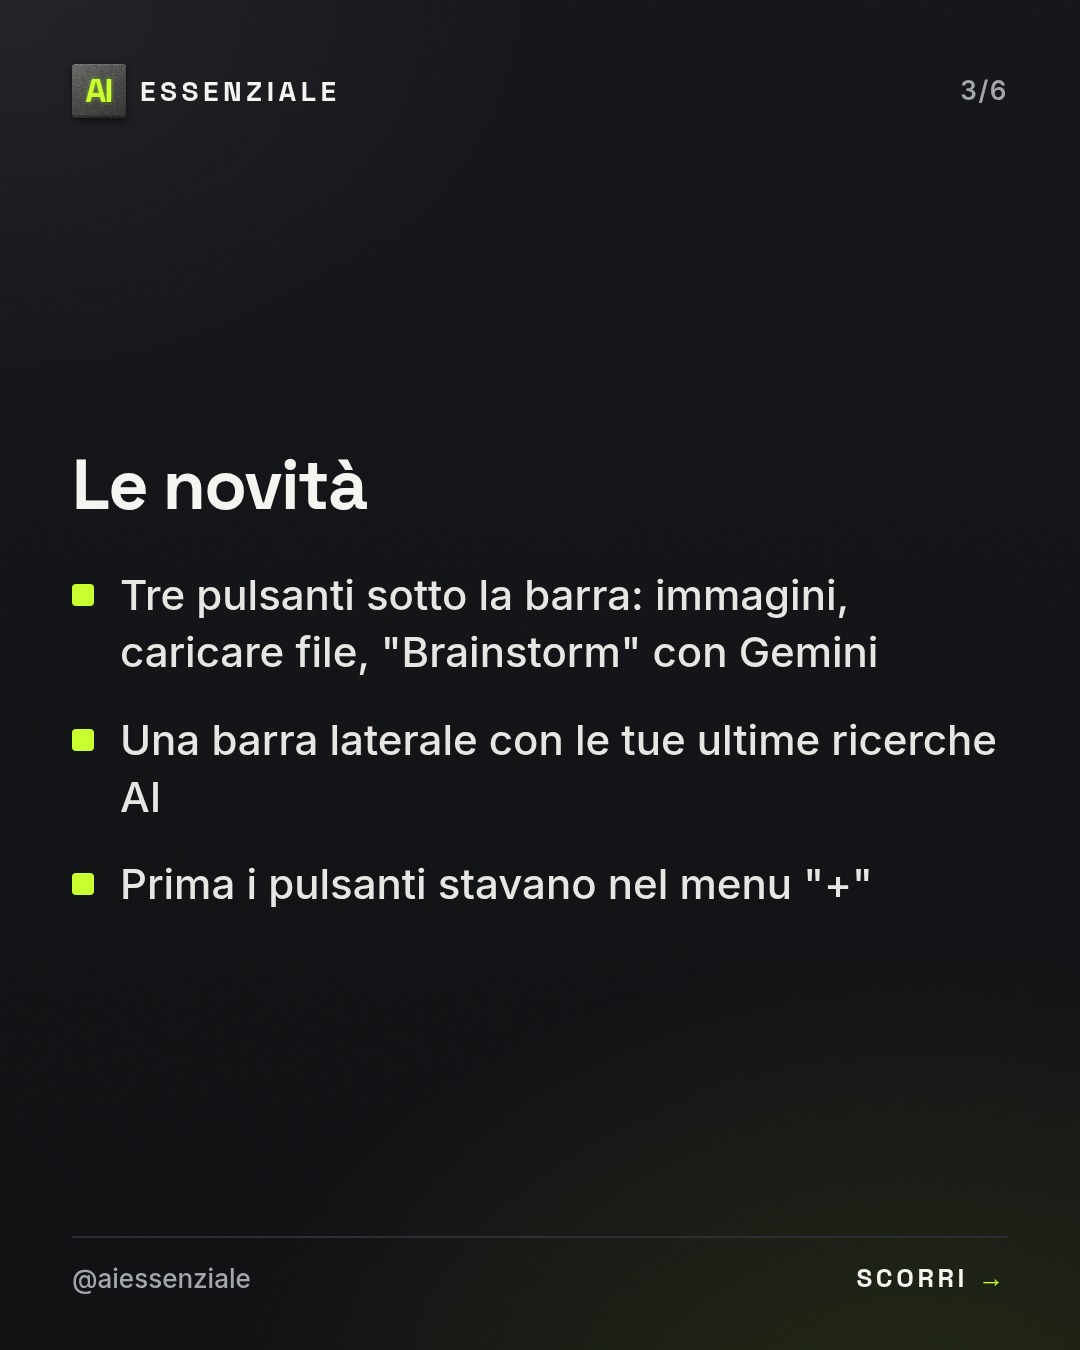 AI ESSENZIALE
3/6
Le novità
Tre pulsanti sotto la barra: immagini,
caricare file, "Brainstorm" con Gemini
Una barra laterale con le tue ultime ricerche
AI
Prima i pulsanti stavano nel menu "+"
@aiessenziale
SCORRI →